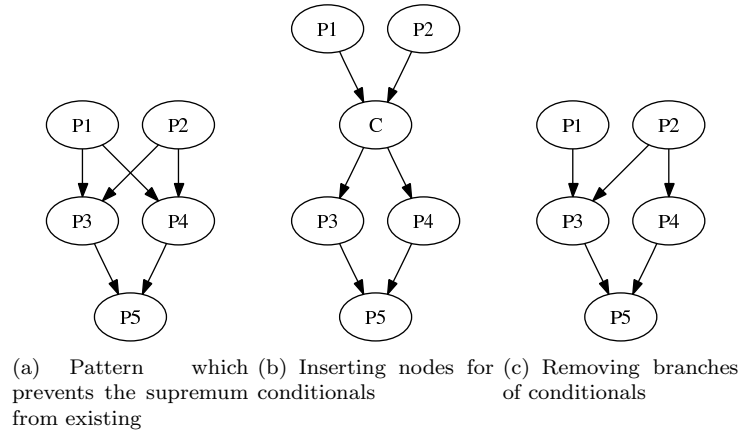 P1 P2
C
P3 P4
P5
P1 P2
P3 P4
P5
P1 P2
P3 P4
P5
(a) Pattern which
prevents the supremum
from existing
(b) Inserting nodes for
conditionals
(c) Removing branches
of conditionals